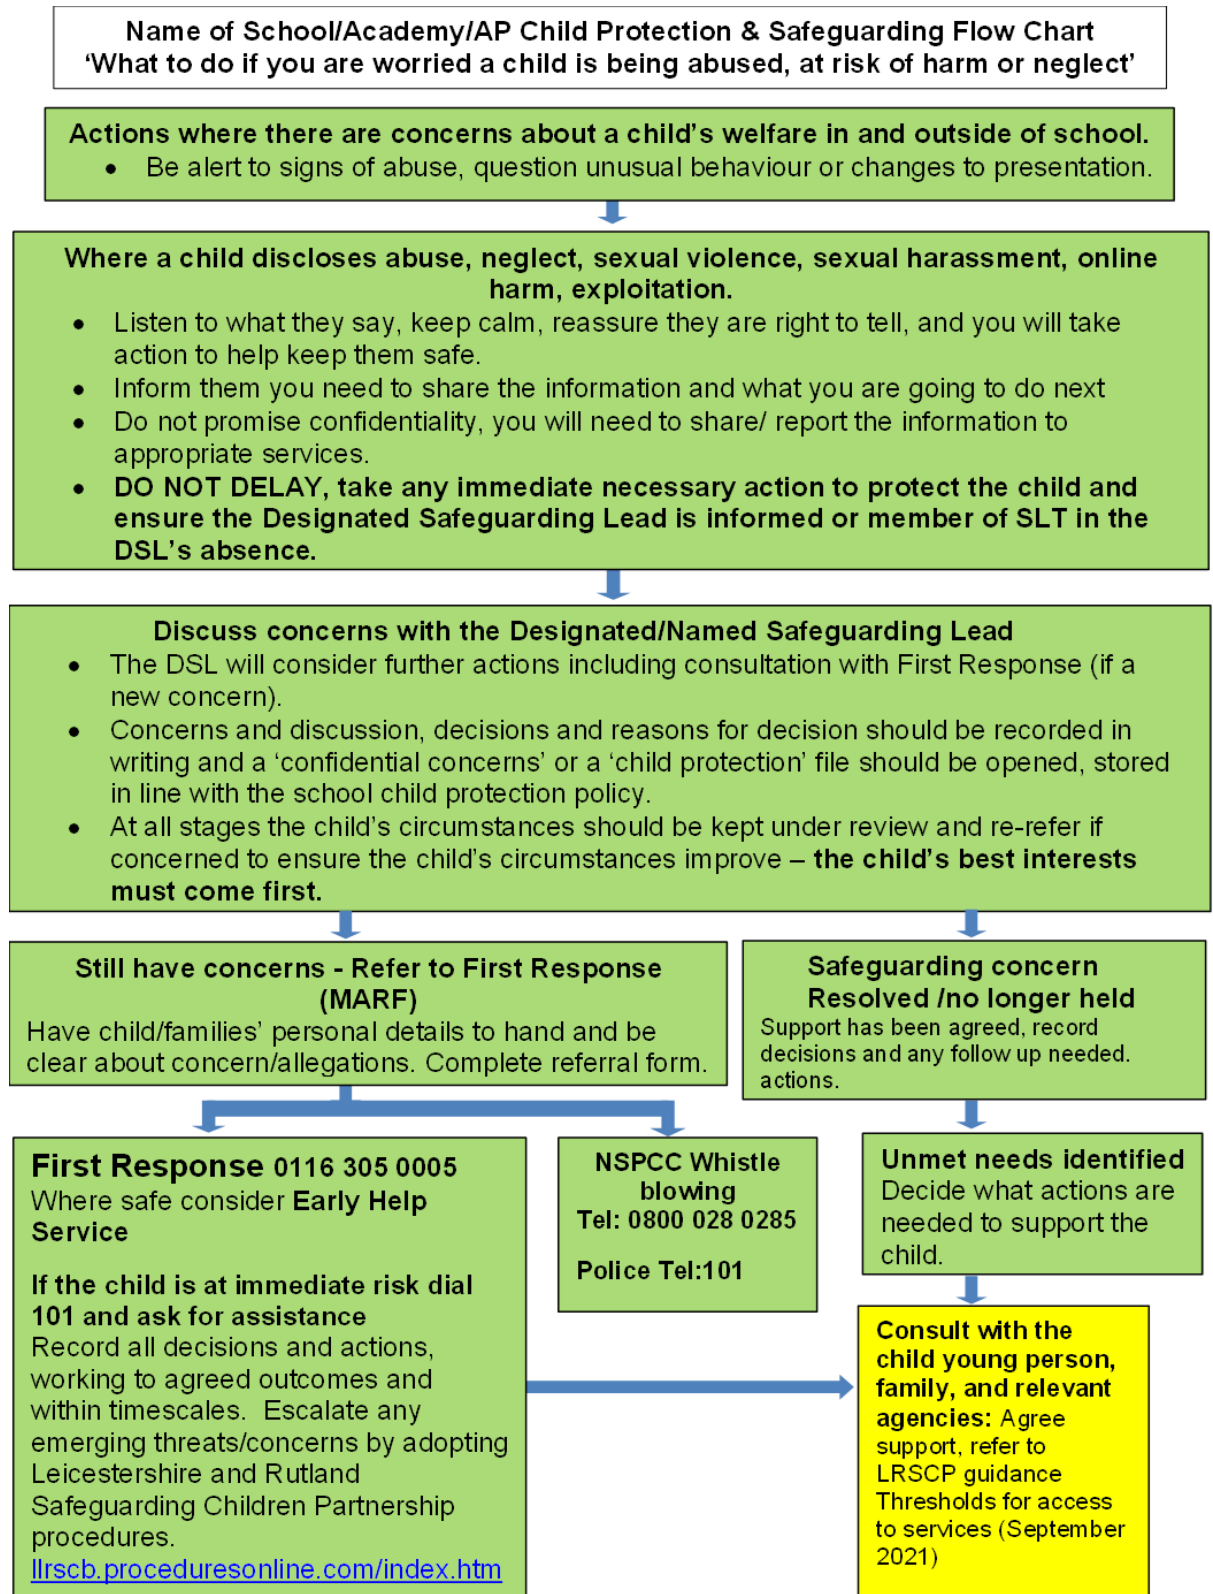 Name of School/Academy/AP Child Protection & Safeguarding Flow Chart
‘What to do if you are worried a child is being abused, at risk of harm or neglect’
Actions where there are concerns about a child’s welfare in and outside of school.
• Be alert to signs of abuse, question unusual behaviour or changes to presentation.
Where a child discloses abuse, neglect, sexual violence, sexual harassment, online
harm, exploitation.
• Listen to what they say, keep calm, reassure they are right to tell, and you will take
action to help keep them safe.
• Inform them you need to share the information and what you are going to do next
• Do not promise confidentiality, you will need to share/ report the information to
appropriate services.
• DO NOT DELAY, take any immediate necessary action to protect the child and
ensure the Designated Safeguarding Lead is informed or member of SLT in the
DSL’s absence.
Discuss concerns with the Designated/Named Safeguarding Lead
• The DSL will consider further actions including consultation with First Response (if a
new concern).
• Concerns and discussion, decisions and reasons for decision should be recorded in
writing and a ‘confidential concerns’ or a ‘child protection’ file should be opened, stored
in line with the school child protection policy.
• At all stages the child’s circumstances should be kept under review and re-refer if
concerned to ensure the child’s circumstances improve – the child’s best interests
must come first.
Still have concerns - Refer to First Response
(MARF)
Have child/families’ personal details to hand and be
clear about concern/allegations. Complete referral form.
Safeguarding concern
Resolved /no longer held
Support has been agreed, record
decisions and any follow up needed.
actions.
First Response 0116 305 0005
Where safe consider Early Help
Service
If the child is at immediate risk dial
101 and ask for assistance
Record all decisions and actions,
working to agreed outcomes and
within timescales. Escalate any
emerging threats/concerns by adopting
Leicestershire and Rutland
Safeguarding Children Partnership
procedures.
llrscb.proceduresonline.com/index.htm
NSPCC Whistle
blowing
Tel: 0800 028 0285
Police Tel:101
Unmet needs identified
Decide what actions are
needed to support the
child.
Consult with the
child young person,
family, and relevant
agencies: Agree
support, refer to
LRSCP guidance
Thresholds for access
to services (September
2021)